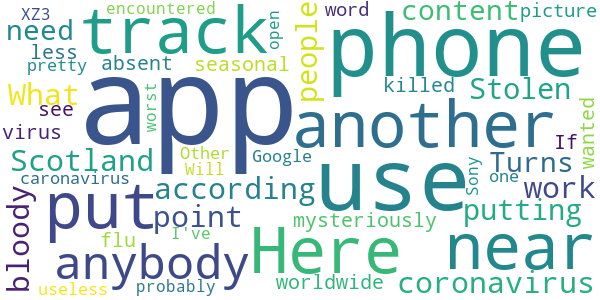 XZ3 encountered open word picture
need track phone content
less absent seasonal people
pretty killed Stolen
What app another
see worst If wanted
virus Other Google Turns
Scotland Will Sony one work
caronavirus according
bloody put use near
point putting
flu I've mysteriously
anybody Here
useless probably worldwide coronavirus